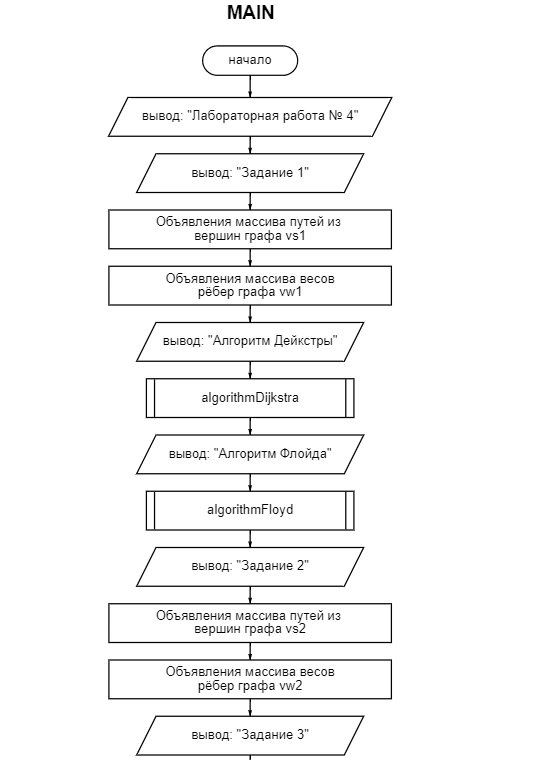 MAIN
начало
вывод: "Лабораторная работа № 4"
вывод: "Задание 1"
Объявления массива путей из
вершин графа vs1
Объявления массива весов
рёбер графа vw1
вывод: "Алгоритм Дейкстры"
algorithmDijkstra
вывод: "Алгоритм Флойда"
algorithmFloyd
вывод: "Задание 2"
Объявления массива путей из
вершин графа vs2
Объявления массива весов
рёбер графа vw2
вывод: "Задание 3"